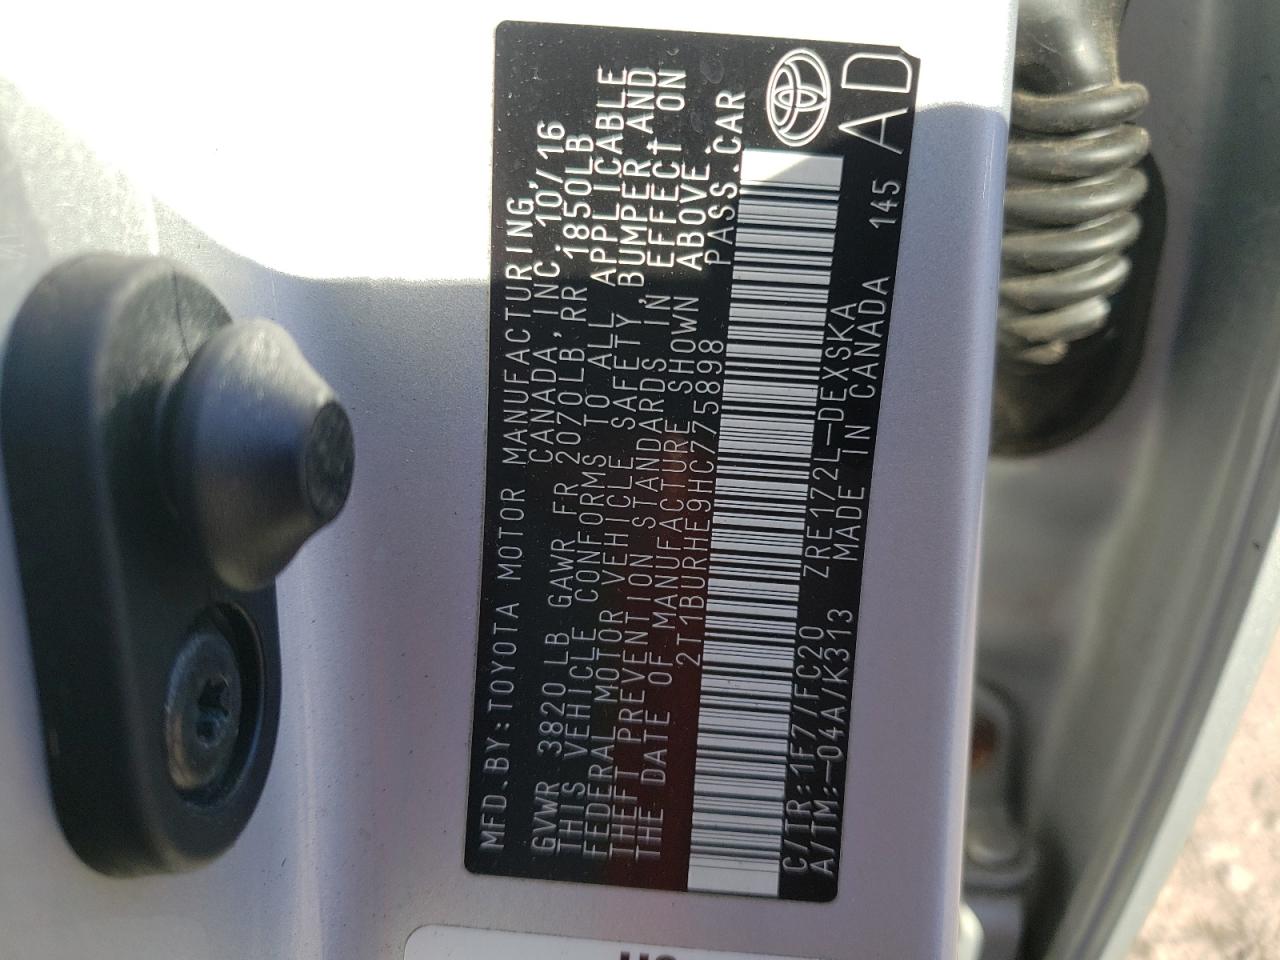 MFD.BY:TOYOTA MOTOR MANUFACTURING,
CANADA,INC. 10/16
GVWR 3820LB GAWR FR 2070LB,RR 1850LB
THIS VEHICLE CONFORMS TO ALL APPLICABLE
FEDERAL MOTOR VEHICLE SAFETY,BUMPER,AND
THEFT PREVENTION STANDARDS IN EFFECT ON
THE DATE OF MANUFACTURE SHOWN ABOVE.
2T1BURHE9HC775898 PASS.CAR
C/TR:1F7/FC20 ZRE172L-DEXSKA
A/TM:-04A/K313 MADE IN CANADA 145
AD